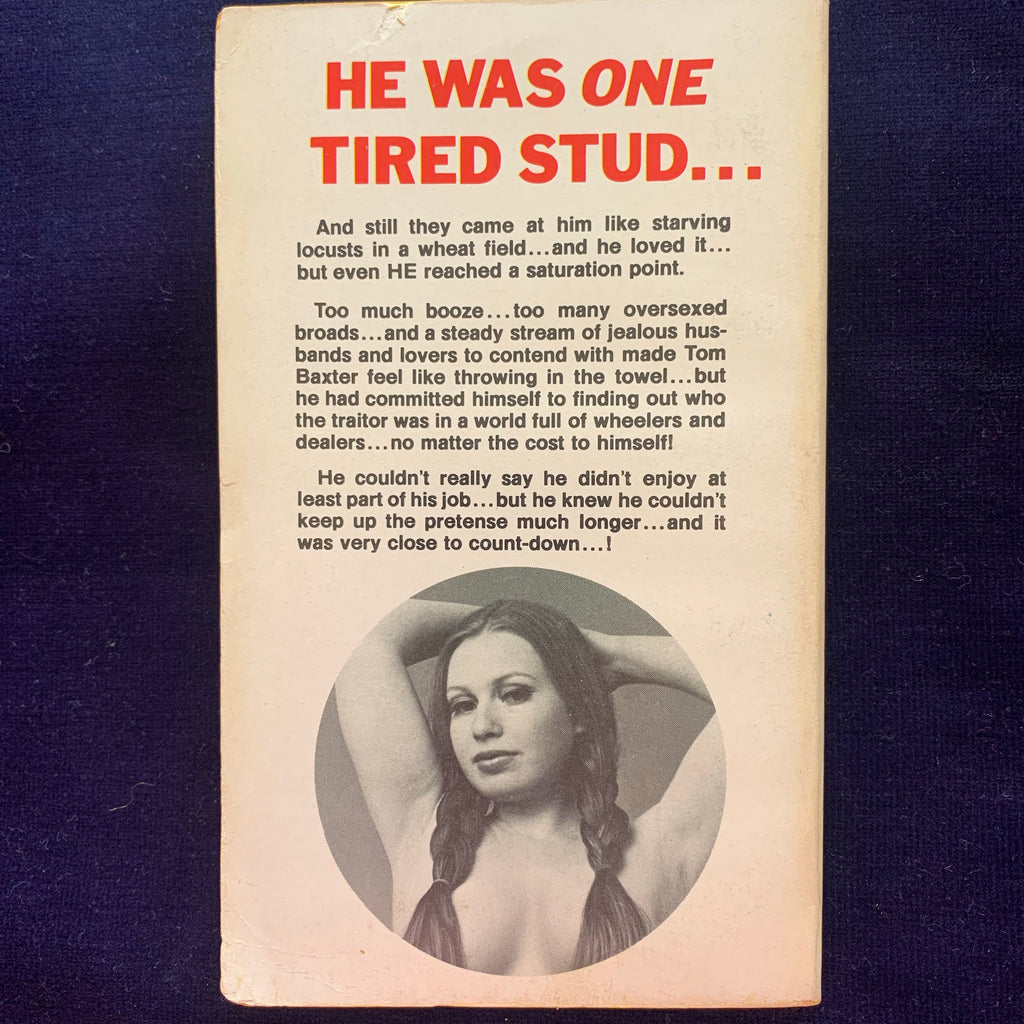 HE WAS ONE
TIRED STUD...
And still they came at him like starving
locusts in a wheat field...and he loved it...
but even HE reached a saturation point.
Too much booze...too many oversexed
broads...and a steady stream of jealous hus-
bands and lovers to contend with made Tom
Baxter feel like throwing in the towel...but
he had committed himself to finding out who
the traitor was in a world full of wheelers and
dealers...no matter the cost to himself!
He couldn't really say he didn't enjoy at
least part of his job...but he knew he couldn't
keep up the pretense much longer...and it
was very close to count-down...!